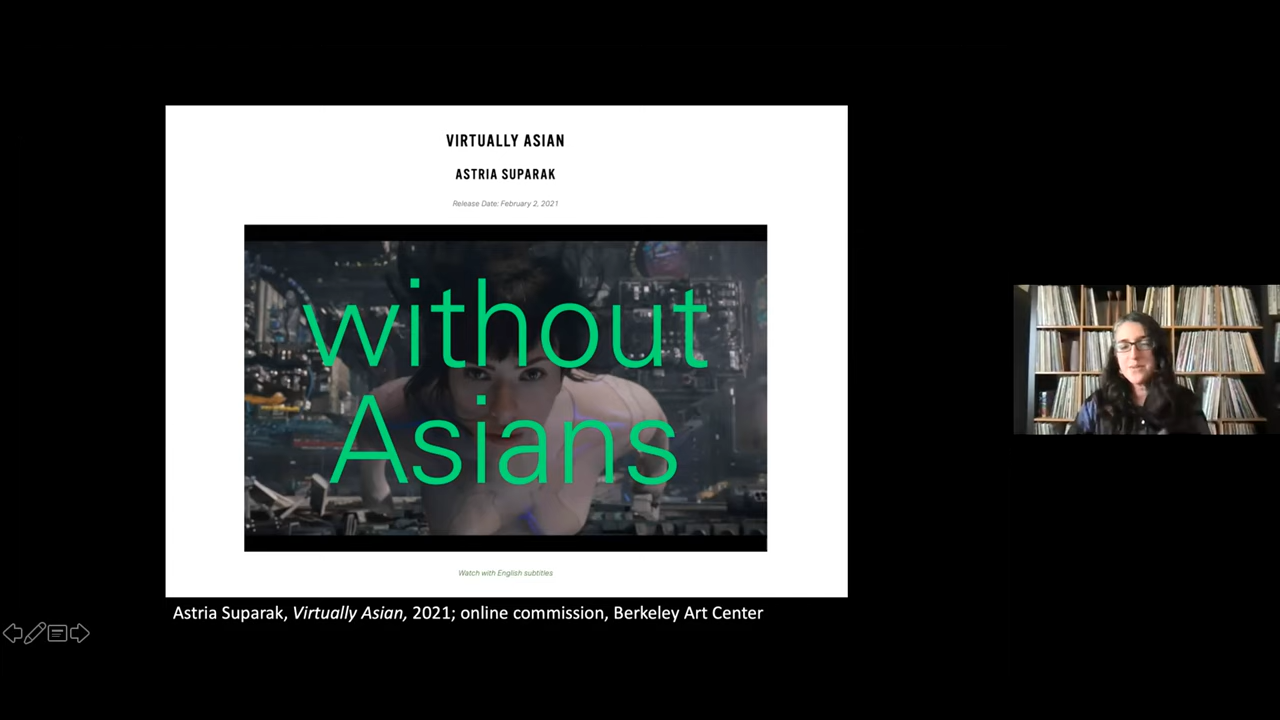 VIRTUALLY ASIAN
ASTRIA SUPARAK
Release Date: February 2, 2021
without
Asians
Watch with English subtitles
Astria Suparak, Virtually Asian, 2021; online commission, Berkeley Art Center